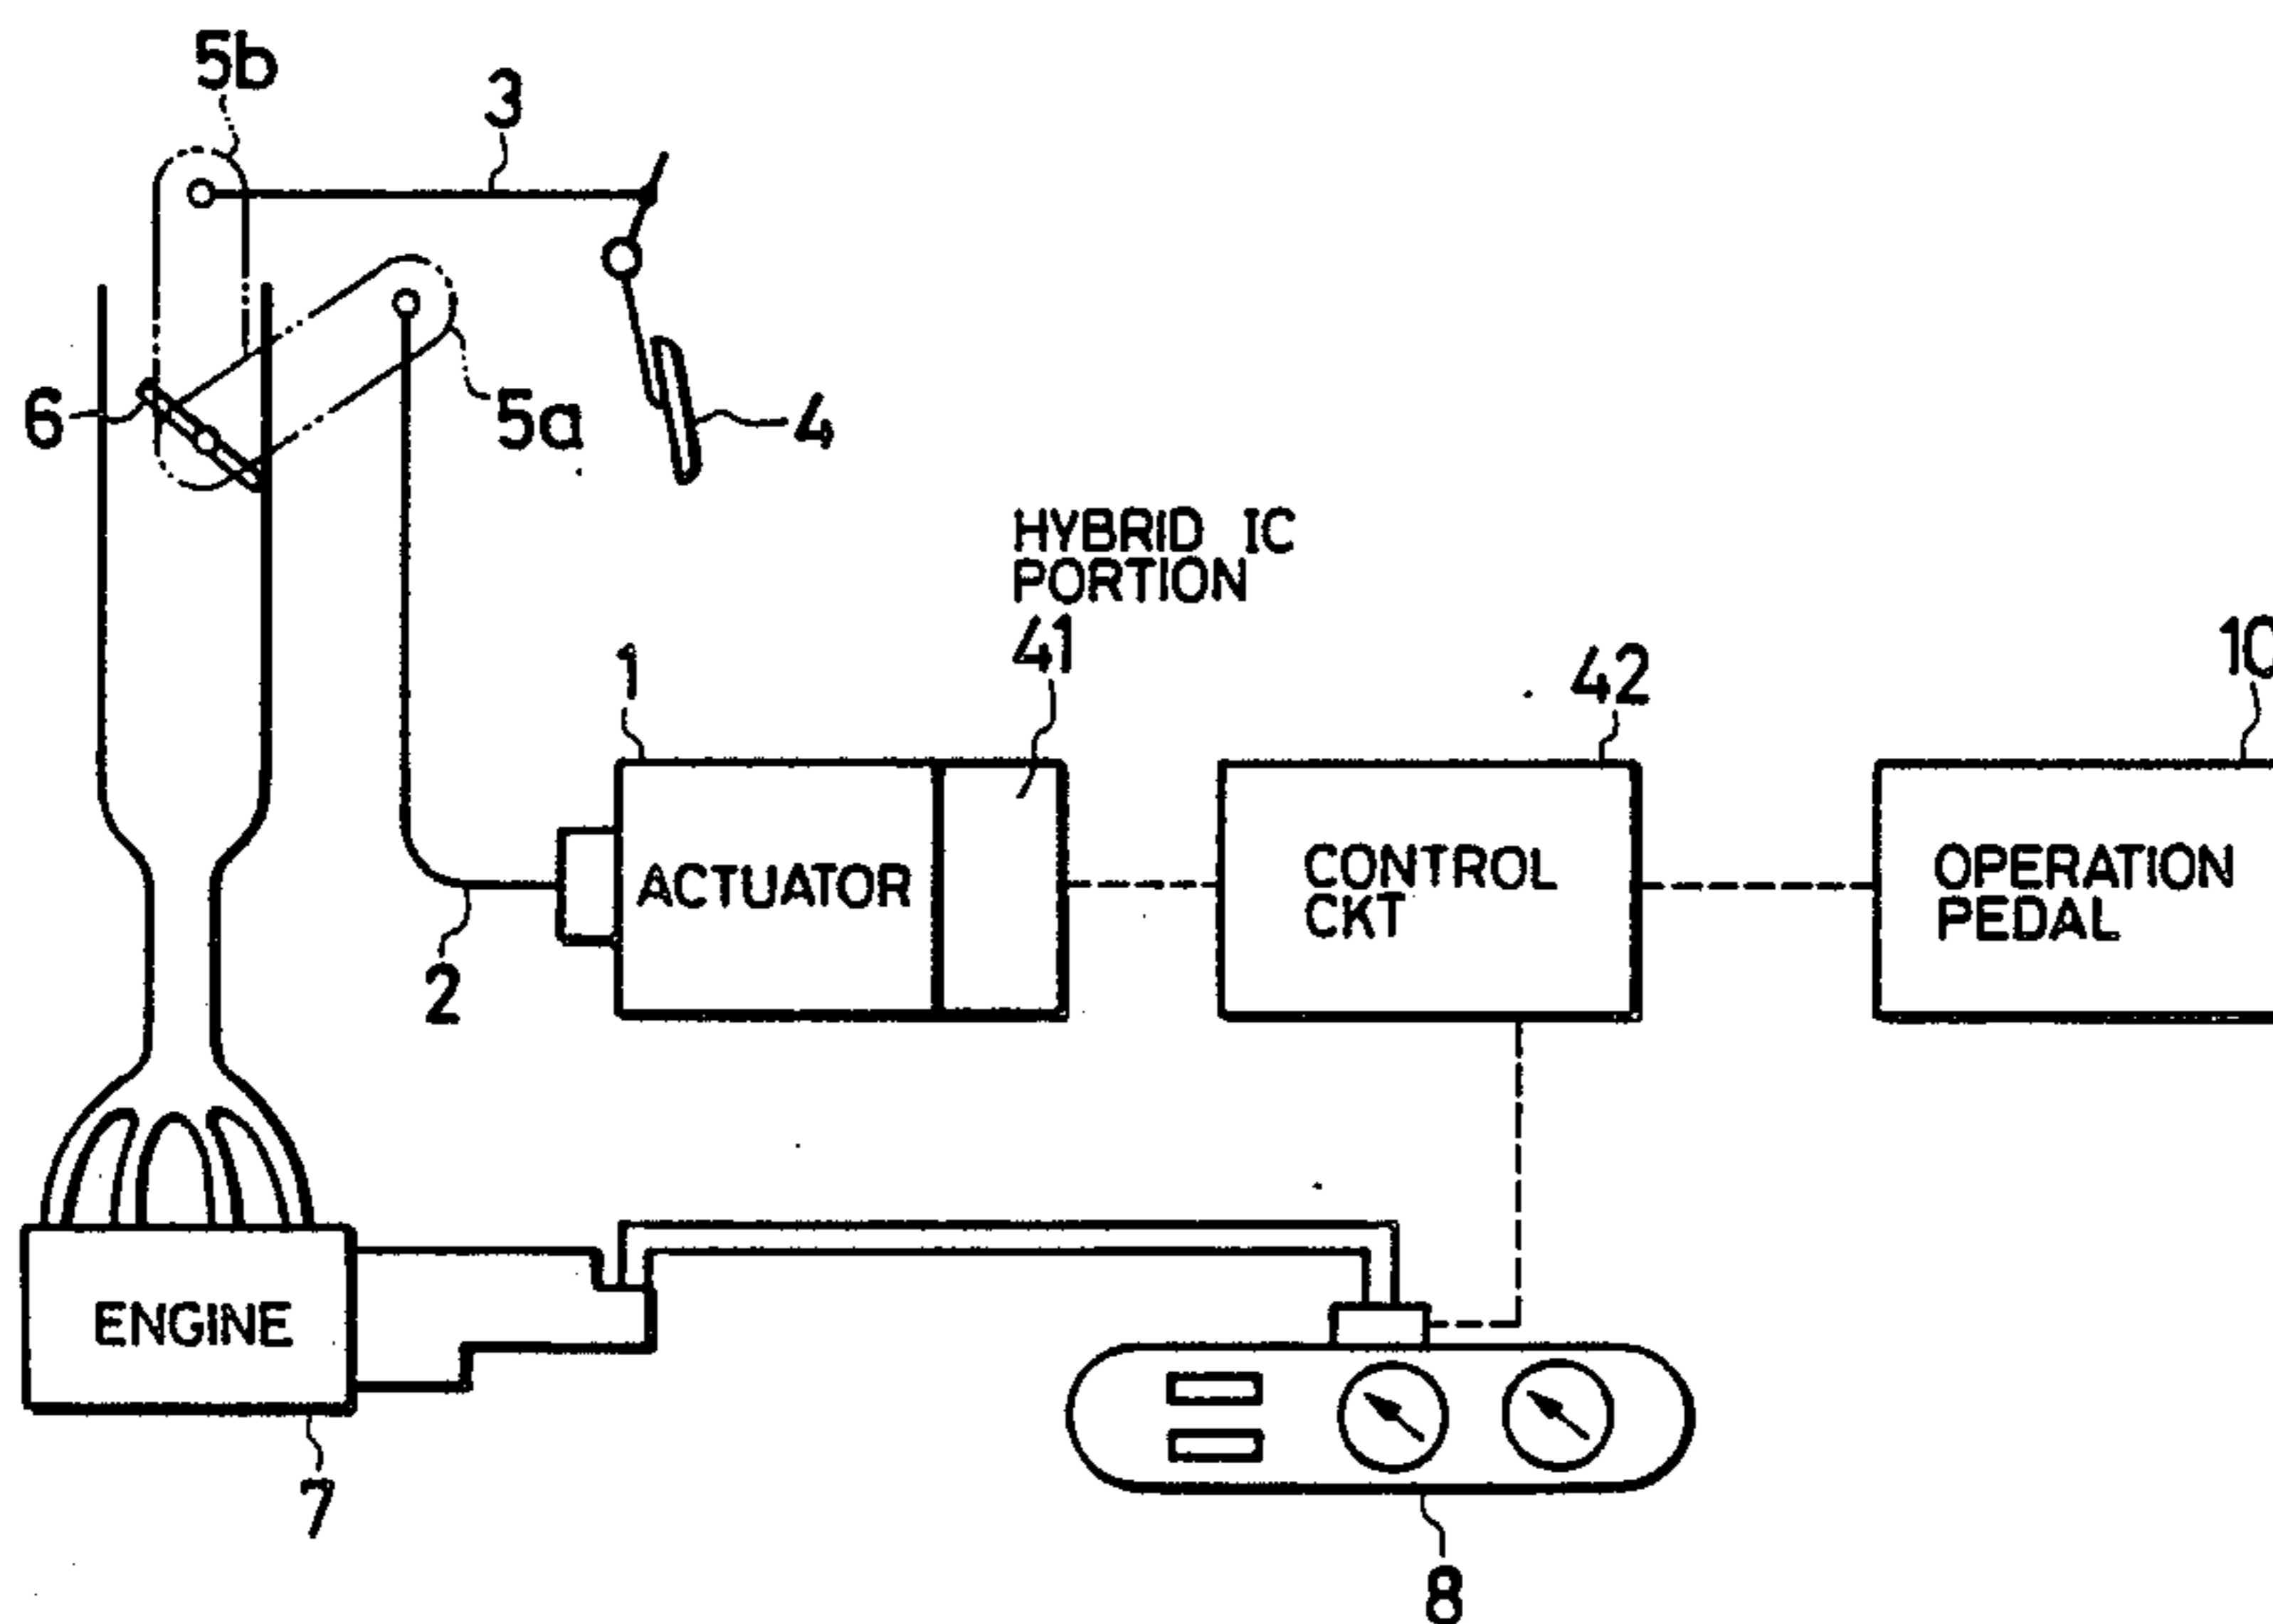 5b
3
6
5a
4
HYBRID IC
PORTION
41
1
42
10
ACTUATOR
CONTROL
CKT
OPERATION
PEDAL
2
ENGINE
7
8